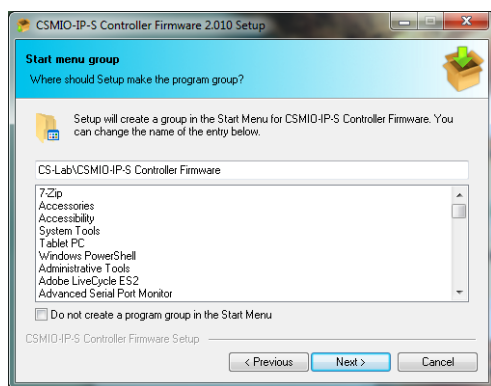 CSMIO-IP-S Controller Firmware 2.010 Setup
Start menu group
Where should Setup make the program group?
Setup will create a group in the Start Menu for CSMIO-IP-S Controller Firmware. You
can change the name of the entry below.
CS-Lab\CSMIO-IP-S Controller Firmware
7-Zip
Accessories
Accessibility
System Tools
Tablet PC
Windows PowerShell
Administrative Tools
Adobe LiveCycle ES2
Advanced Serial Port Monitor
Do not create a program group in the Start Menu
CSMIO-IP-S Controller Firmware Setup
< Previous Next > Cancel